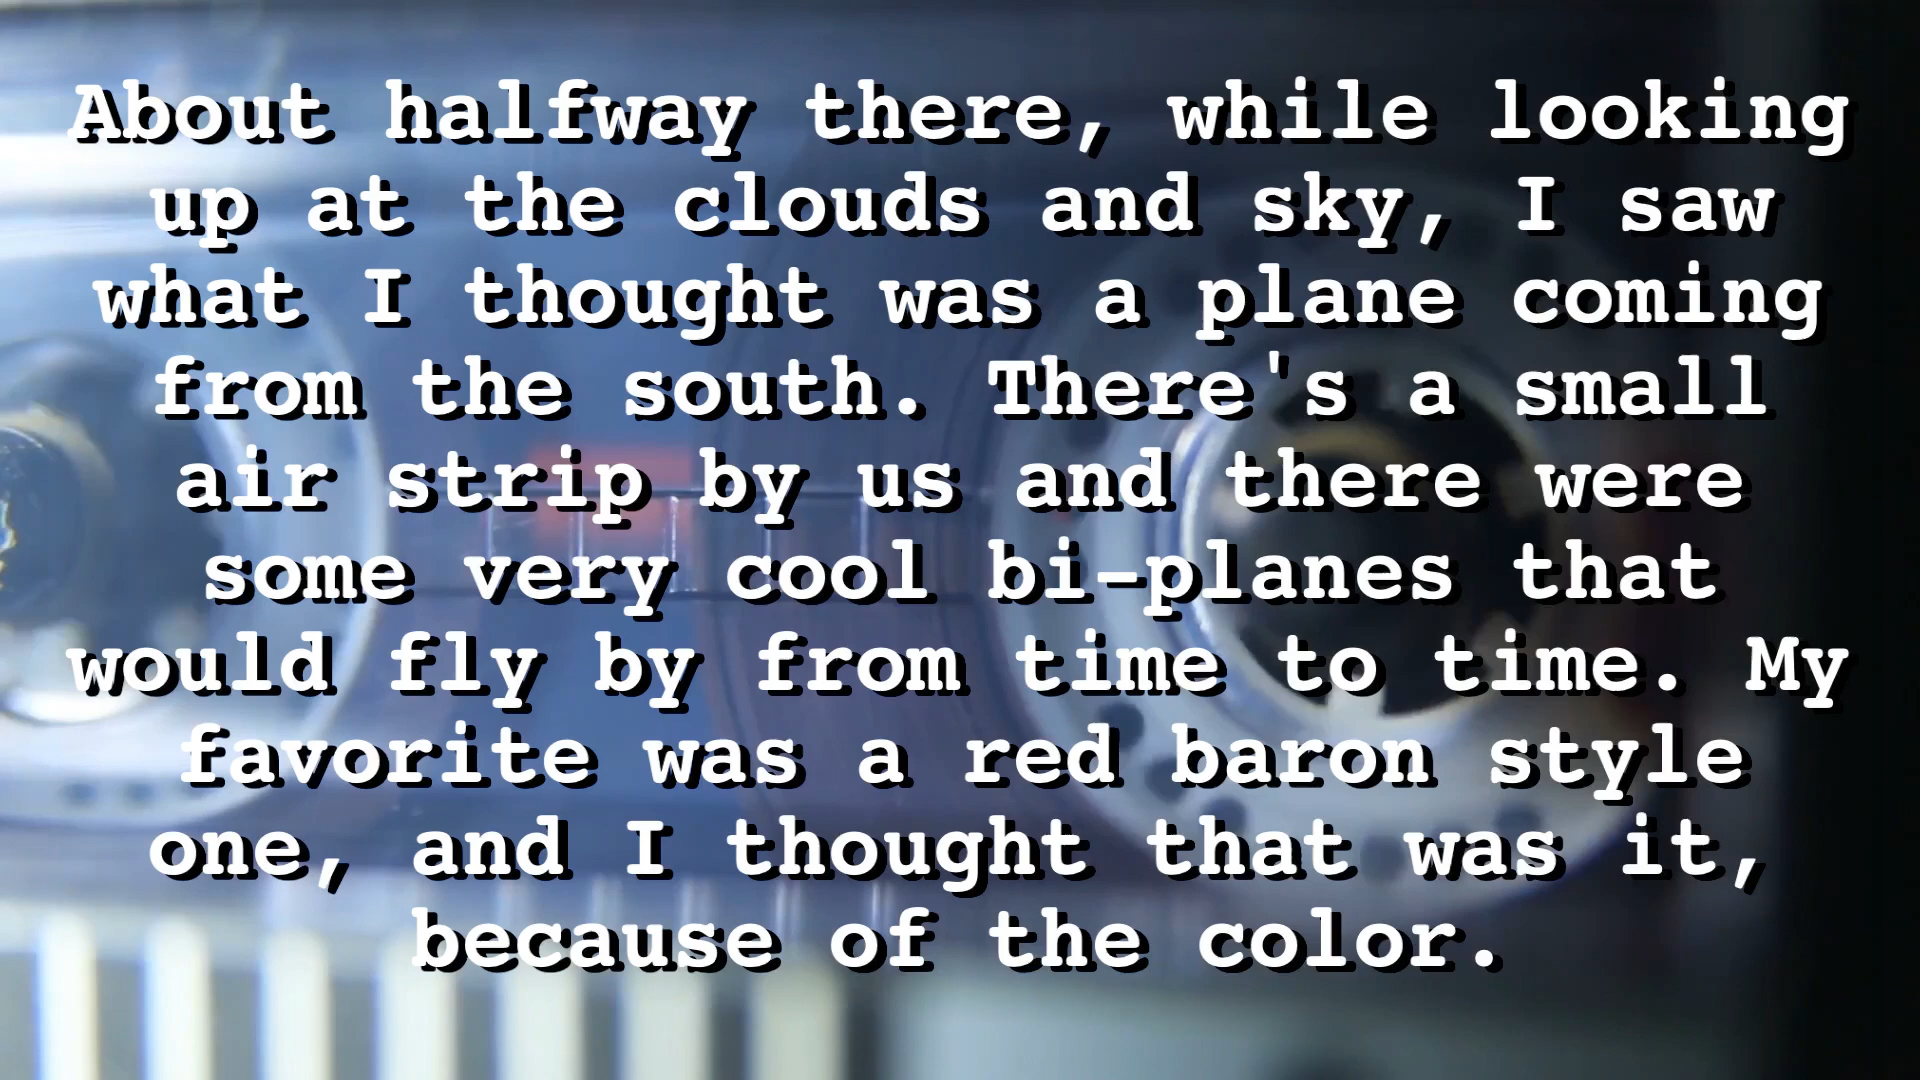 About halfway there, while looking
up at the clouds and sky, I saw
what I thought was a plane coming
from the south. There's a small
air strip by us and there were
some very cool bi-planes that
would fly by from time to time. My
favorite was a red baron style
one, and I thought that was it,
because of the color.